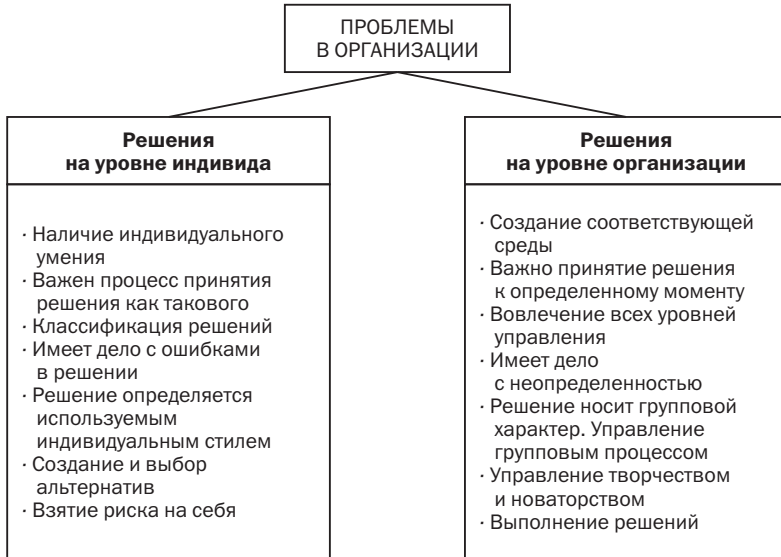 ПРОБЛЕМЫ
В ОРГАНИЗАЦИИ
Решения
на уровне индивида
· Наличие индивидуального
умения
· Важен процесс принятия
решения как такового
· Классификация решений
· Имеет дело с ошибками
в решении
· Решение определяется
используемым
индивидуальным стилем
· Создание и выбор
альтернатив
· Взятие риска на себя
Решения
на уровне организации
· Создание соответствующей
среды
· Важно принятие решения
к определенному моменту
· Вовлечение всех уровней
управления
· Имеет дело
с неопределенностью
· Решение носит групповой
характер. Управление
групповым процессом
· Управление творчеством
и новаторством
· Выполнение решений